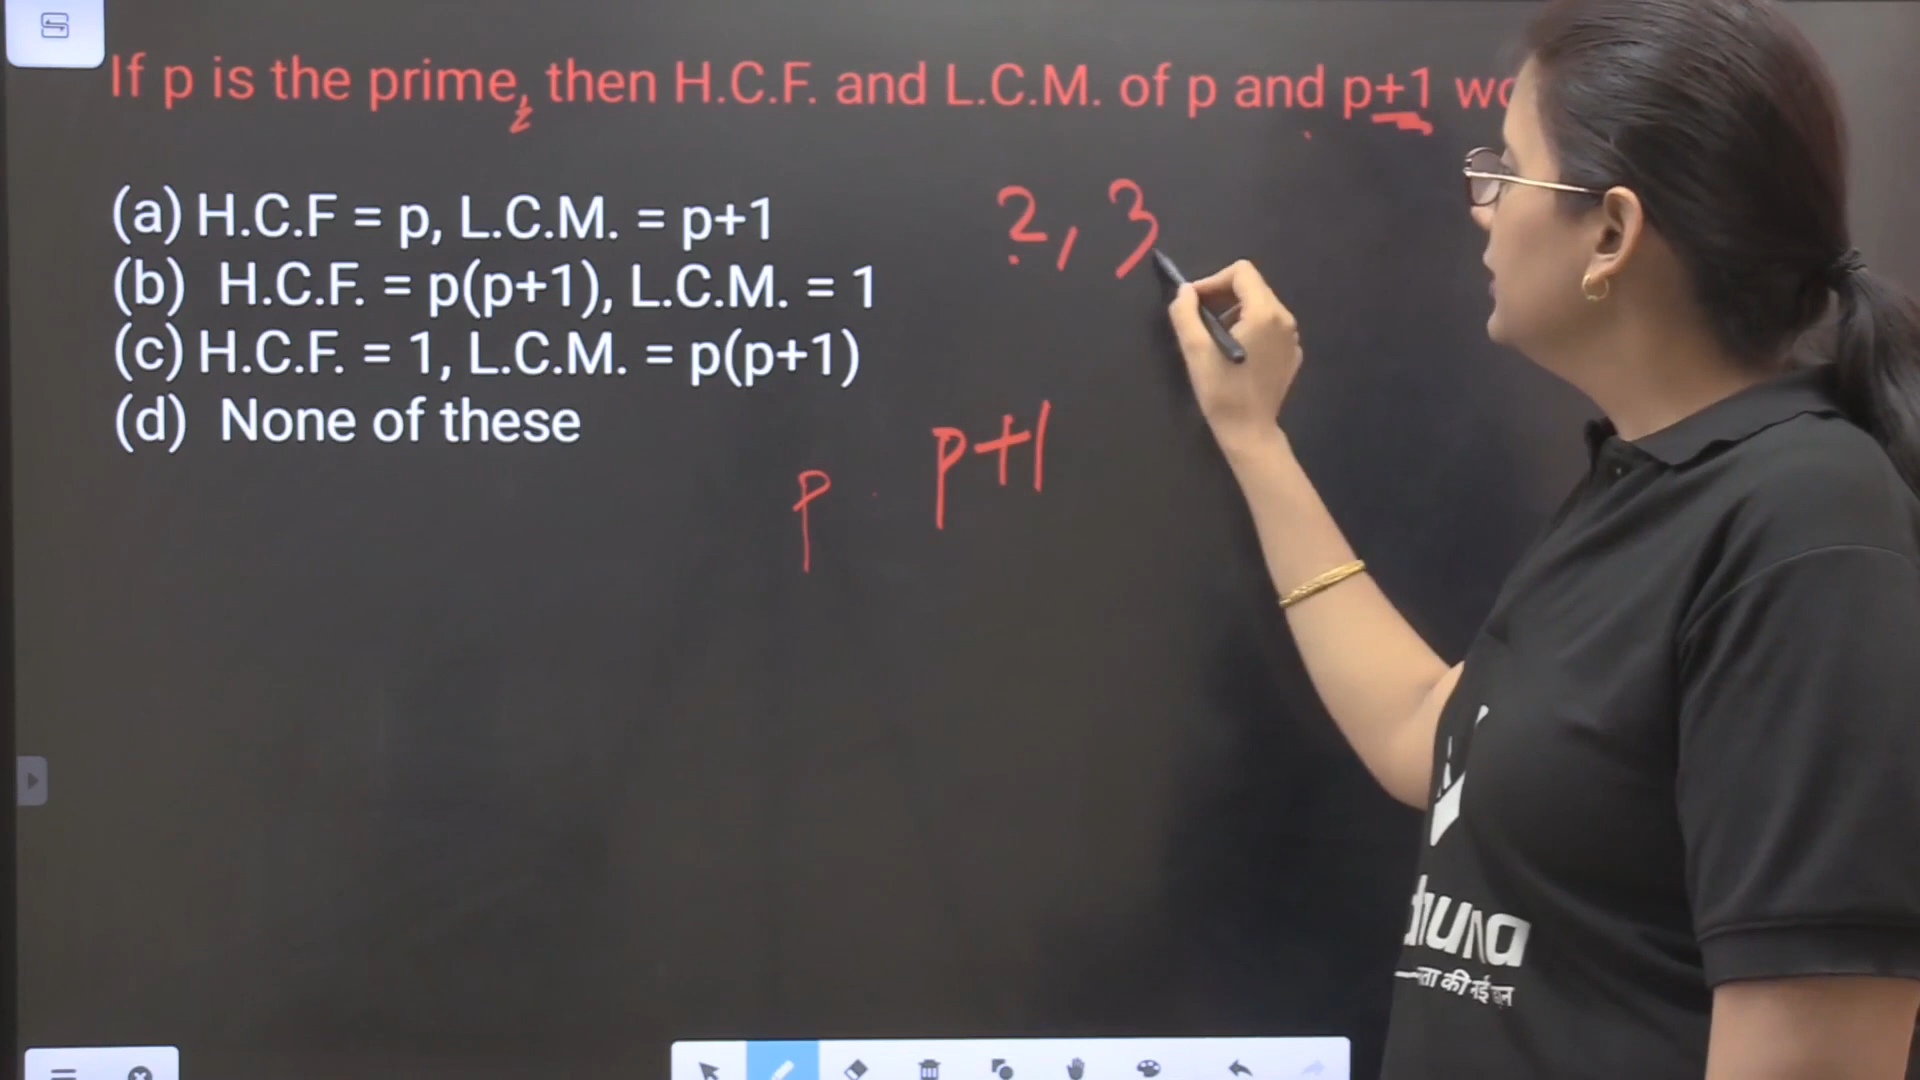 If p is the prime, then H.C.F. and L.C.M. of p and p+1
(a) H.C.F = p, L.C.M. = p+1
(b) H.C.F. = p(p+1), L.C.M. = 1
(c) H.C.F. = 1, L.C.M. = p(p+1)
(d) None of these
2, 3
p . p+1